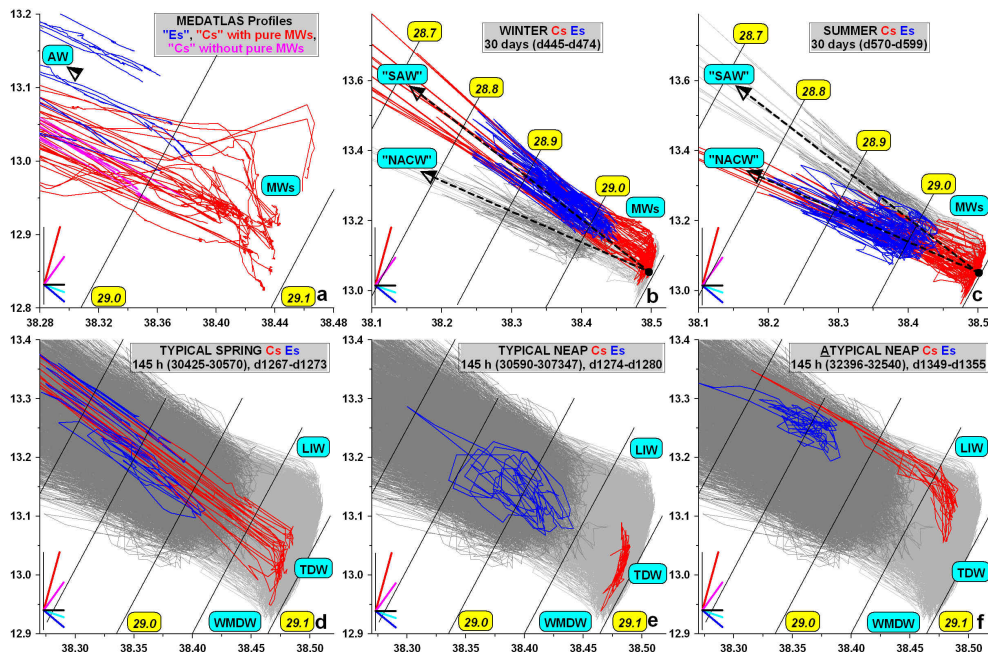 MEDATLAS Profiles
"Es", "Cs" with pure MWs,
"Cs" without pure MWs
AW
MWs
29.0
29.1
a
13.2
13.1
13.0
12.9
12.8
38.28
38.32
38.36
38.40
38.44
38.48
WINTER Cs Es
30 days (d445-d474)
28.7
"SAW"
28.8
28.9
"NACW"
29.0
MWs
b
13.6
13.4
13.2
13.0
38.1
38.2
38.3
38.4
38.5
SUMMER Cs Es
30 days (d570-d599)
28.7
"SAW"
28.8
28.9
"NACW"
29.0
MWs
c
13.6
13.4
13.2
13.0
38.1
38.2
38.3
38.4
38.5
TYPICAL SPRING Cs Es
145 h (30425-30570), d1267-d1273
LIW
TDW
29.0
WMDW
29.1
d
13.4
13.3
13.2
13.1
13.0
12.9
38.30
38.35
38.40
38.45
38.50
TYPICAL NEAP Cs Es
145 h (30590-307347), d1274-d1280
LIW
TDW
29.0
WMDW
29.1
e
38.30
38.35
38.40
38.45
38.50
ATYPICAL NEAP Cs Es
145 h (32396-32540), d1349-d1355
LIW
TDW
29.0
WMDW
29.1
f
38.30
38.35
38.40
38.45
38.50